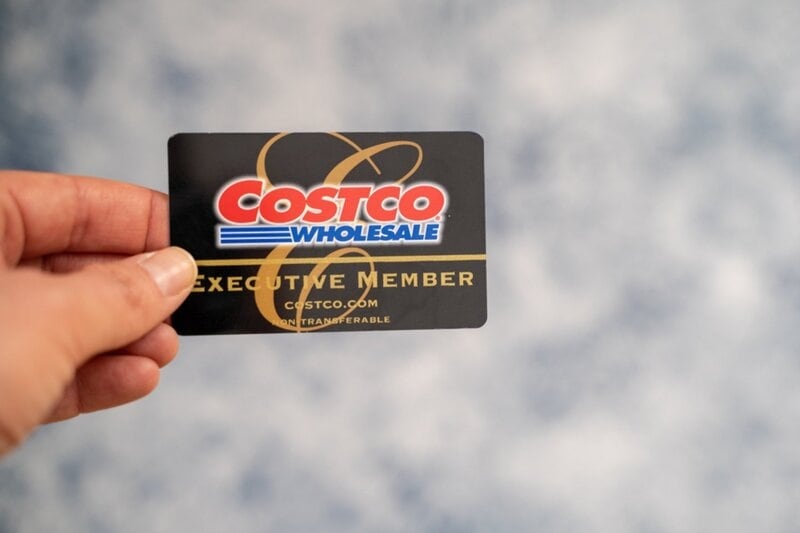 COSTCO
WHOLESALE
EXECUTIVE MEMBER
COSTCO.COM
NON-TRANSFERABLE